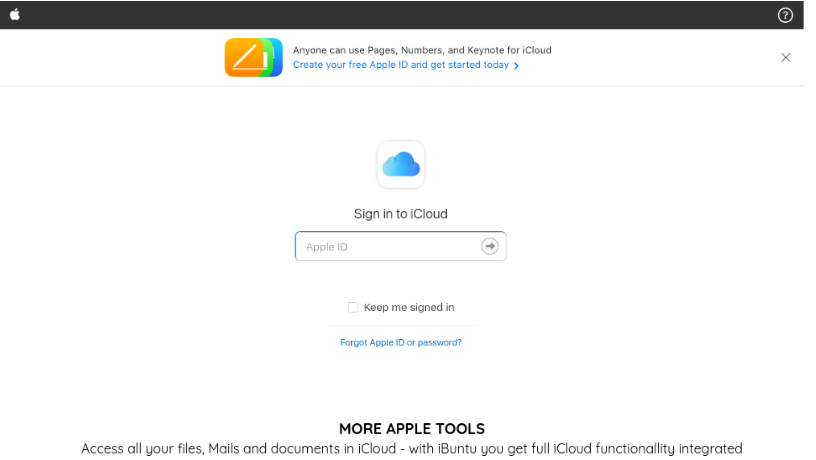 Anyone can use Pages, Numbers, and Keynote for iCloud
Create your free Apple ID and get started today
Sign in to iCloud
Apple ID
Keep me signed in
Forgot Apple ID or password?
MORE APPLE TOOLS
Access all your files, Mails and documents in iCloud - with iBuntu you get full iCloud functionallity integrated